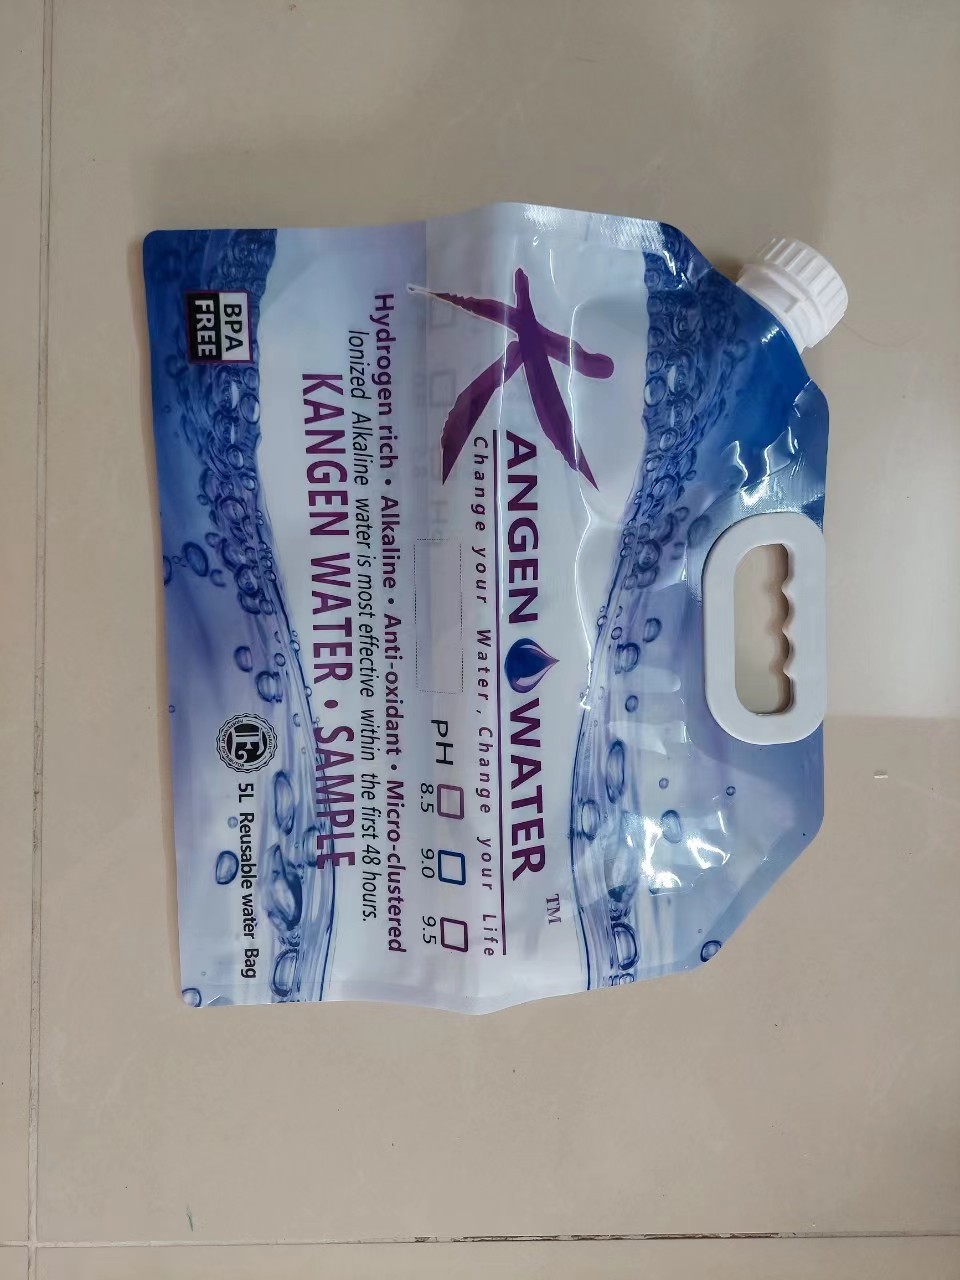 KANGEN WATER TM
Change your Water, Change your Life
PH 8.5 9.0 9.5
Hydrogen rich • Alkaline • Anti-oxidant • Micro-clustered
Ionized Alkaline water is most effective within the first 48 hours.
KANGEN WATER • SAMPLE
BPA
FREE
5L Reusable water Bag